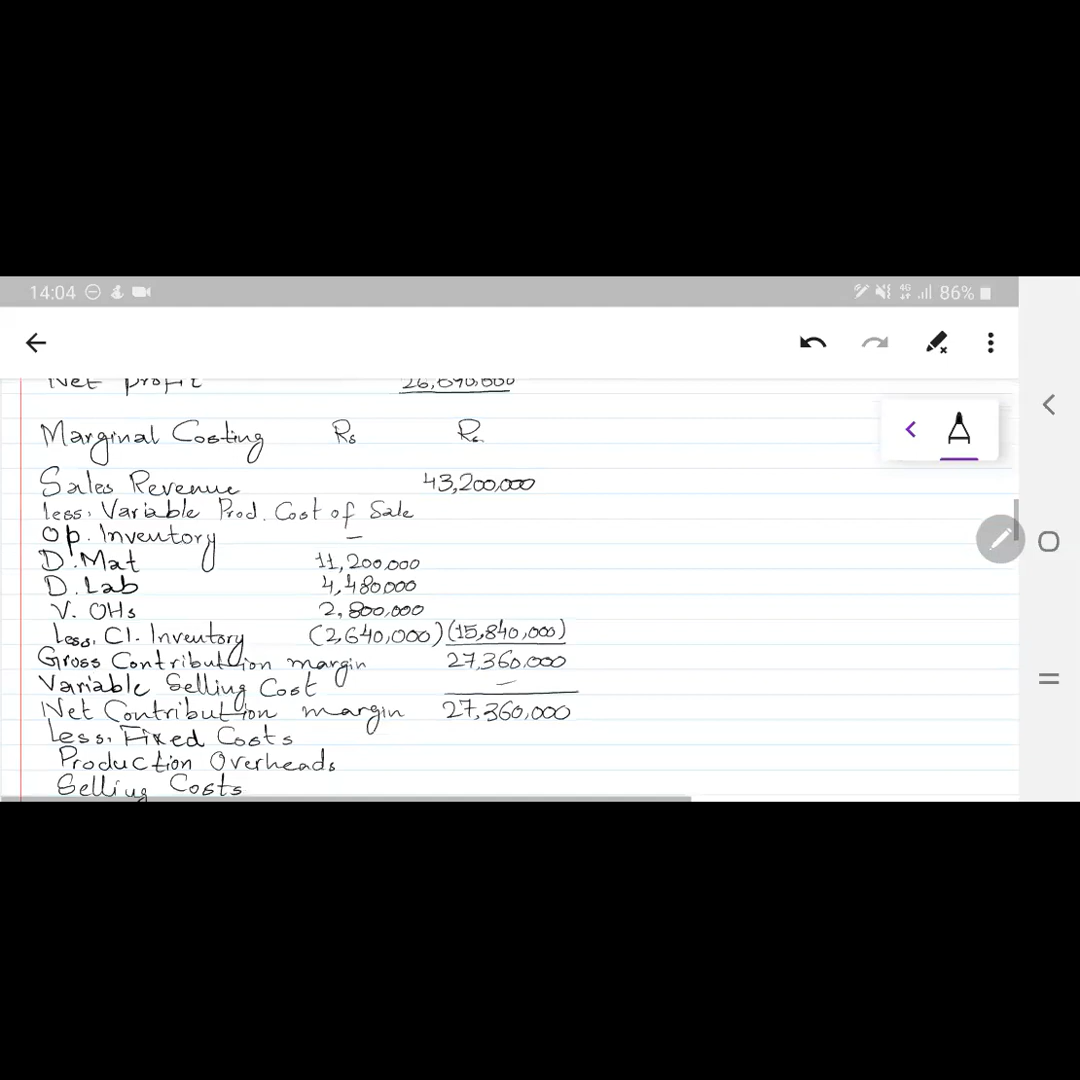 14:04 4G 86%
Net profit 26,690,000
Marginal Costing Rs Rs
Sales Revenue 43,200,000
less, Variable Prod. Cost of Sale
Op. Inventory –
D. Mat 11,200,000
D. Lab 4,480,000
V. OHs 2,800,000
Less, Cl. Inventory (2,640,000) (15,840,000)
Gross Contribution margin 27,360,000
Variable Selling Cost –
Net Contribution margin 27,360,000
Less, Fixed Costs
Production Overheads
Selling Costs